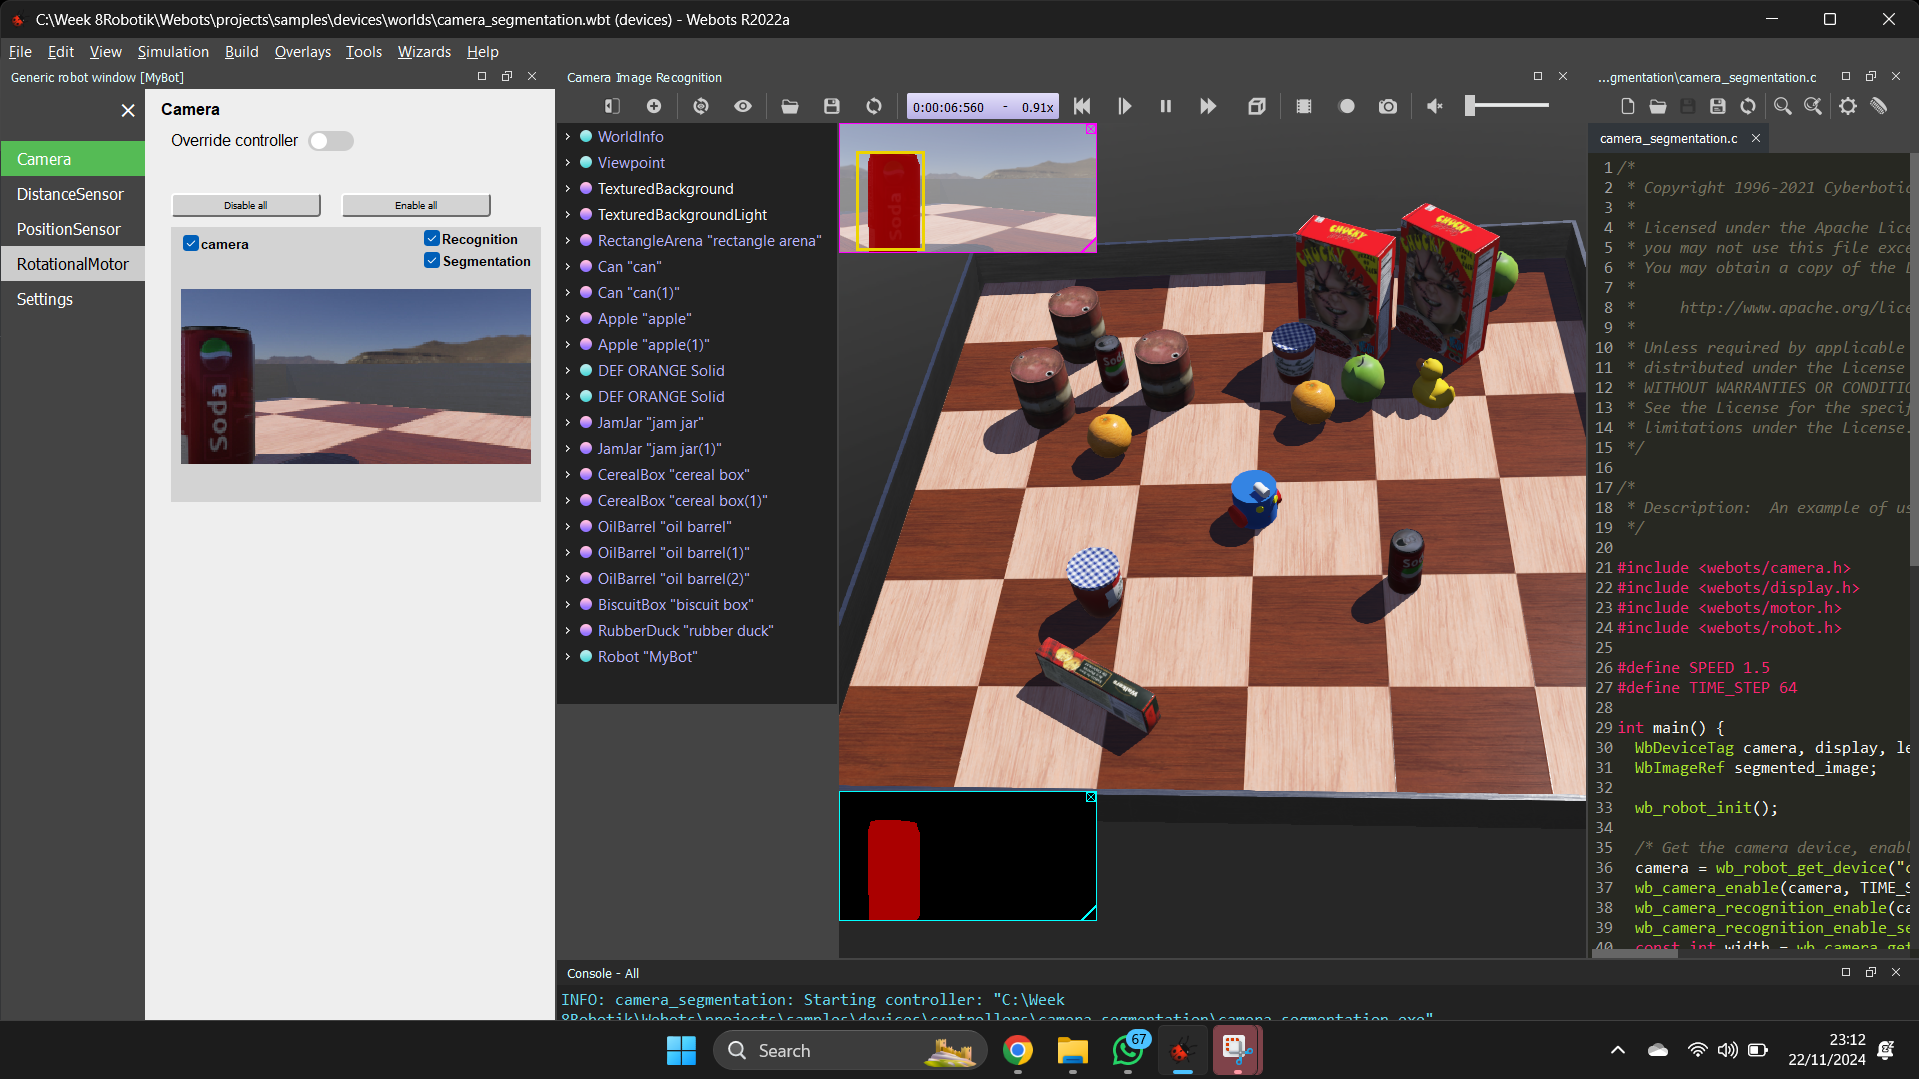 C:\Week 8Robotik\Webots\projects\samples\devices\worlds\camera_segmentation.wbt (devices) - Webots R2022a
File Edit View Simulation Build Overlays Tools Wizards Help
Generic robot window [MyBot]
Camera
DistanceSensor
PositionSensor
RotationalMotor
Settings
Camera
Override controller
Disable all
Enable all
camera
Recognition
Segmentation
Soda
Camera Image Recognition
0:00:06:560 - 0.91x
WorldInfo
Viewpoint
TexturedBackground
TexturedBackgroundLight
RectangleArena "rectangle arena"
Can "can"
Can "can(1)"
Apple "apple"
Apple "apple(1)"
DEF ORANGE Solid
DEF ORANGE Solid
JamJar "jam jar"
JamJar "jam jar(1)"
CerealBox "cereal box"
CerealBox "cereal box(1)"
OilBarrel "oil barrel"
OilBarrel "oil barrel(1)"
OilBarrel "oil barrel(2)"
BiscuitBox "biscuit box"
RubberDuck "rubber duck"
Robot "MyBot"
Soda
CHUCKY
CHUCKY
Walkers
...gmentation\camera_segmentation.c
camera_segmentation.c
1 /*
2 * Copyright 1996-2021 Cyberbotic
3 *
4 * Licensed under the Apache Lice
5 * you may not use this file exce
6 * You may obtain a copy of the L
7 *
8 * http://www.apache.org/lice
9 *
10 * Unless required by applicable
11 * distributed under the License
12 * WITHOUT WARRANTIES OR CONDITIO
13 * See the License for the specif
14 * limitations under the License.
15 */
16
17 /*
18 * Description: An example of us
19 */
20
21 #include <webots/camera.h>
22 #include <webots/display.h>
23 #include <webots/motor.h>
24 #include <webots/robot.h>
25
26 #define SPEED 1.5
27 #define TIME_STEP 64
28
29 int main() {
30 WbDeviceTag camera, display, le
31 WbImageRef segmented_image;
32
33 wb_robot_init();
34
35 /* Get the camera device, enabl
36 camera = wb_robot_get_device("c
37 wb_camera_enable(camera, TIME_S
38 wb_camera_recognition_enable(ca
39 wb_camera_recognition_enable_se
40 const int width = wb_camera_get
Console - All
INFO: camera_segmentation: Starting controller: "C:\Week
8Robotik\Webots\projects\samples\devices\controllers\camera_segmentation\camera_segmentation.exe"
Search
67
23:12
22/11/2024